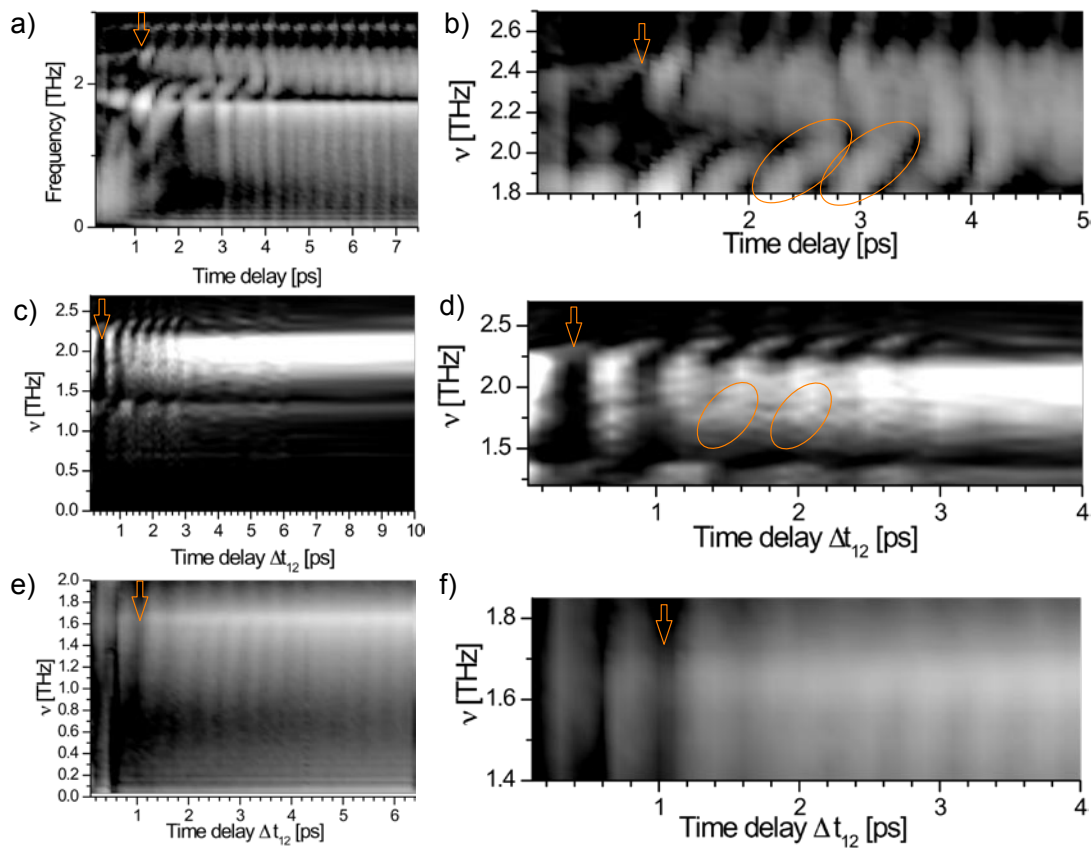 a)
Frequency [THz]
2
0
1 2 3 4 5 6 7
Time delay [ps]
b)
ν [THz]
2.6
2.4
2.2
2.0
1.8
1 2 3 4 5
Time delay [ps]
c)
ν [THz]
2.5
2.0
1.5
1.0
0.5
0.0
1 2 3 4 5 6 7 8 9 10
Time delay Δt12 [ps]
d)
ν [THz]
2.5
2.0
1.5
1 2 3 4
Time delay Δt12 [ps]
e)
ν [THz]
2.0
1.8
1.6
1.4
1.2
1.0
0.8
0.6
0.4
0.2
0.0
1 2 3 4 5 6
Time delay Δt12 [ps]
f)
ν [THz]
1.8
1.6
1.4
1 2 3 4
Time delay Δt12 [ps]